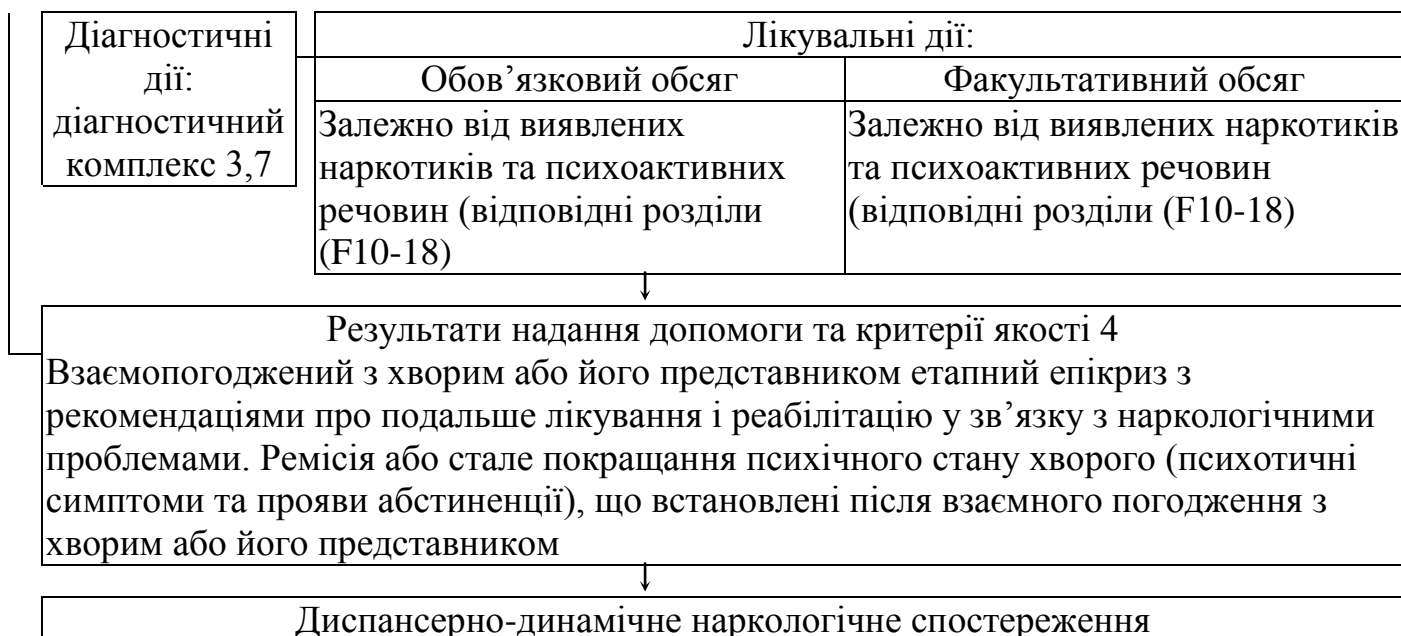 Діагностичні
дії:
діагностичний
комплекс 3,7
Лікувальні дії:
Обов’язковий обсяг
Факультативний обсяг
Залежно від виявлених
наркотиків та психоактивних
речовин (відповідні розділи
(F10-18)
Залежно від виявлених наркотиків
та психоактивних речовин
(відповідні розділи (F10-18)
Результати надання допомоги та критерії якості 4
Взаємопогоджений з хворим або його представником етапний епікриз з
рекомендаціями про подальше лікування і реабілітацію у зв’язку з наркологічними
проблемами. Ремісія або стале покращання психічного стану хворого (психотичні
симптоми та прояви абстиненції), що встановлені після взаємного погодження з
хворим або його представником
Диспансерно-динамічне наркологічне спостереження